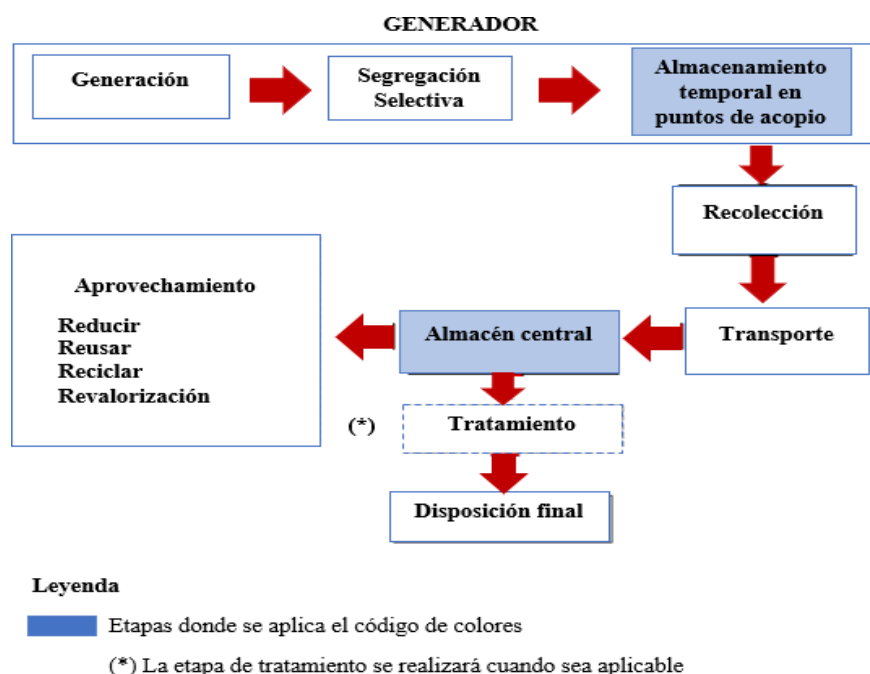 GENERADOR
Generación
Segregación
Selectiva
Almacenamiento
temporal en
puntos de acopio
Recolección
Transporte
Almacén central
Aprovechamiento
Reducir
Reusar
Reciclar
Revalorización
(*)
Tratamiento
Disposición final
Leyenda
Etapas donde se aplica el código de colores
(*) La etapa de tratamiento se realizará cuando sea aplicable